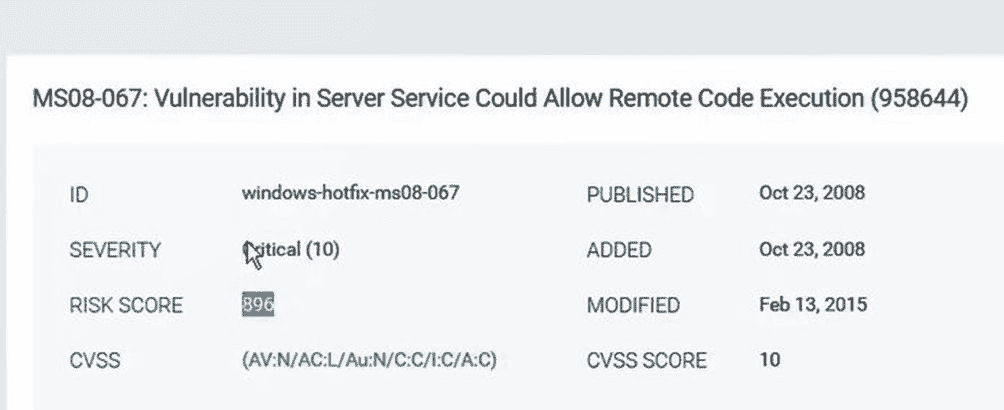 MS08-067: Vulnerability in Server Service Could Allow Remote Code Execution (958644)
ID windows-hotfix-ms08-067 PUBLISHED Oct 23, 2008
SEVERITY Critical (10) ADDED Oct 23, 2008
RISK SCORE 896 MODIFIED Feb 13, 2015
CVSS (AV:N/AC:L/Au:N/C:C/I:C/A:C) CVSS SCORE 10